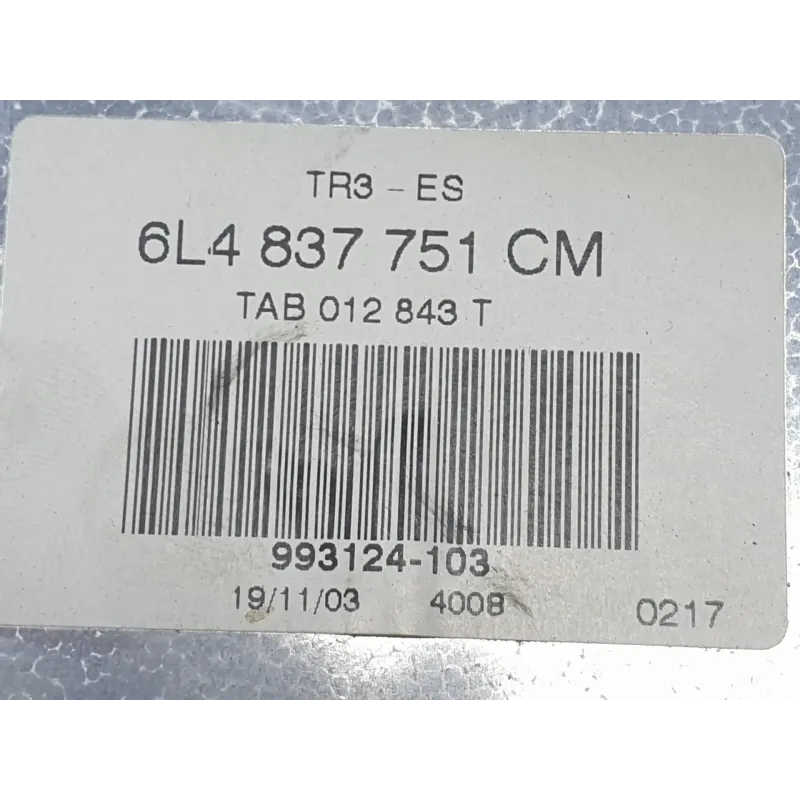 TR3 - ES
6L4 837 751 CM
TAB 012 843 T
993124-103
19/11/03 4008 0217